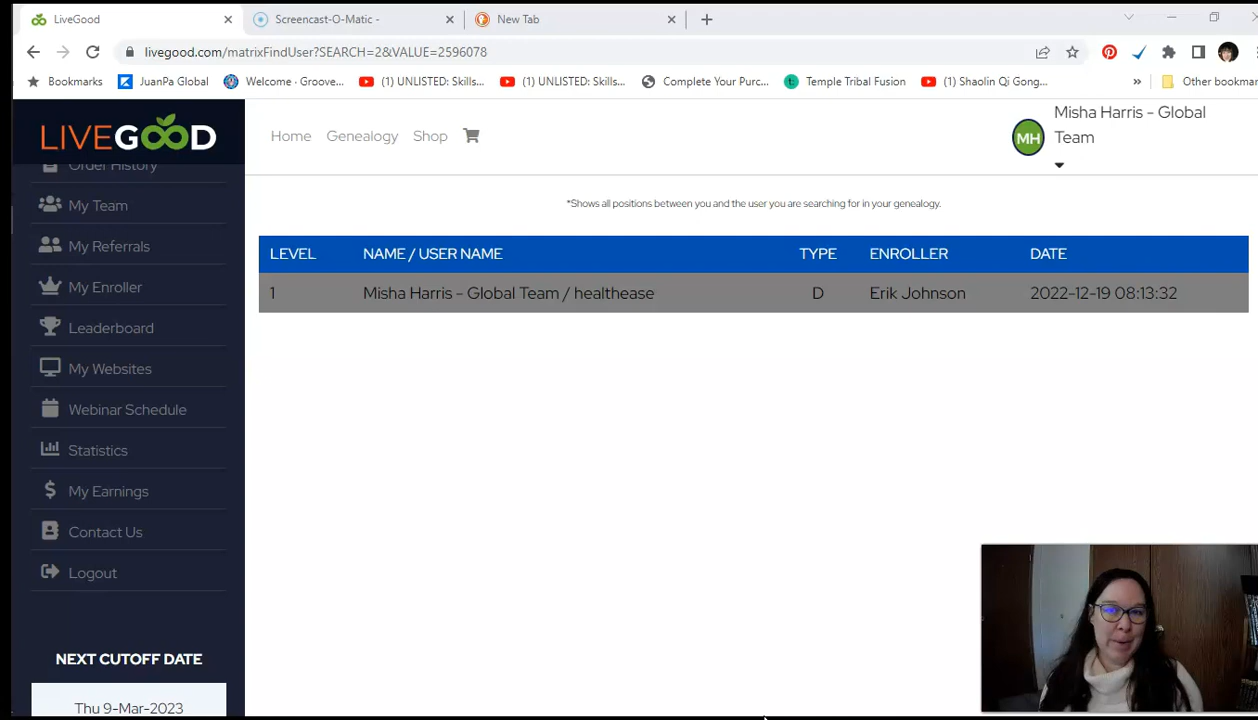 LiveGood
Screencast-O-Matic -
New Tab
livegood.com/matrixFindUser?SEARCH=2&VALUE=2596078
Bookmarks
JuanPa Global
Welcome · Groove...
(1) UNLISTED: Skills...
(1) UNLISTED: Skills...
Complete Your Purc...
Temple Tribal Fusion
(1) Shaolin Qi Gong...
»
Other bookmar
LIVEGOOD
Home
Genealogy
Shop
MH
Misha Harris - Global
Team
Order History
My Team
My Referrals
My Enroller
Leaderboard
My Websites
Webinar Schedule
Statistics
My Earnings
Contact Us
Logout
NEXT CUTOFF DATE
Thu 9-Mar-2023
*Shows all positions between you and the user you are searching for in your genealogy.
LEVEL NAME / USER NAME TYPE ENROLLER DATE
1 Misha Harris - Global Team / healthease D Erik Johnson 2022-12-19 08:13:32